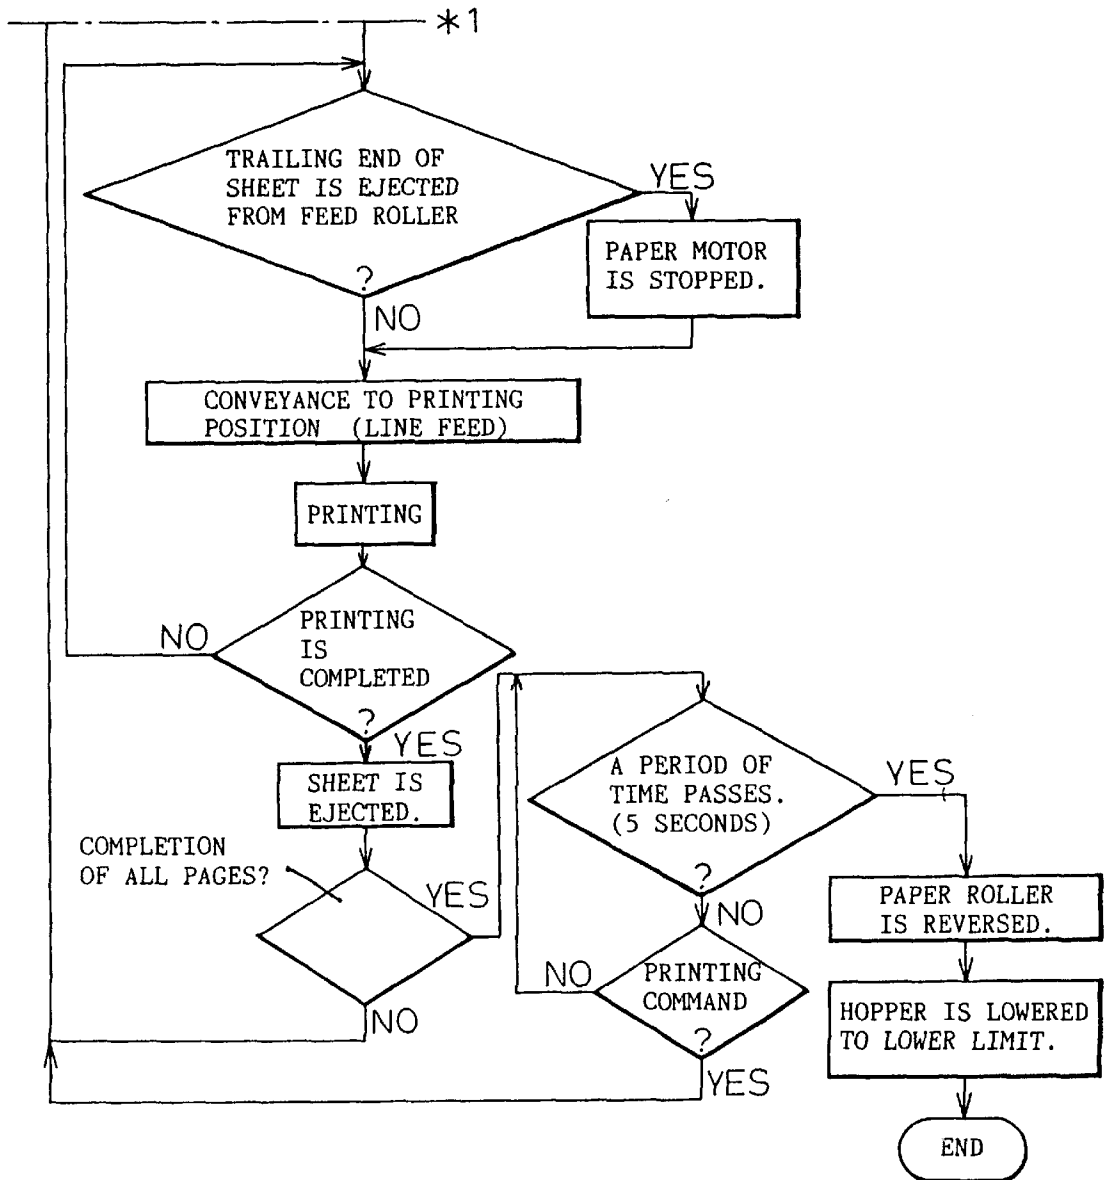 *1
TRAILING END OF
SHEET IS EJECTED
FROM FEED ROLLER
?
YES
PAPER MOTOR
IS STOPPED.
NO
CONVEYANCE TO PRINTING
POSITION (LINE FEED)
PRINTING
PRINTING
IS
COMPLETED
?
NO
YES
SHEET IS
EJECTED.
COMPLETION
OF ALL PAGES?
YES
NO
A PERIOD OF
TIME PASSES.
(5 SECONDS)
?
YES
NO
PRINTING
COMMAND
?
NO
YES
PAPER ROLLER
IS REVERSED.
HOPPER IS LOWERED
TO LOWER LIMIT.
END